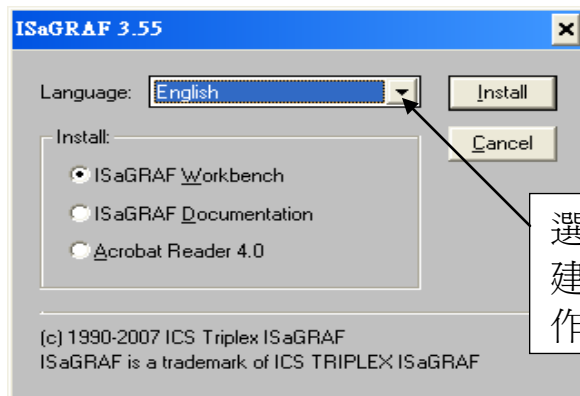 ISaGRAF 3.55
Language: English
Install
Cancel
Install:
ISaGRAF Workbench
ISaGRAF Documentation
Acrobat Reader 4.0
選
建
作
(c) 1990-2007 ICS Triplex ISaGRAF
ISaGRAF is a trademark of ICS TRIPLEX ISaGRAF